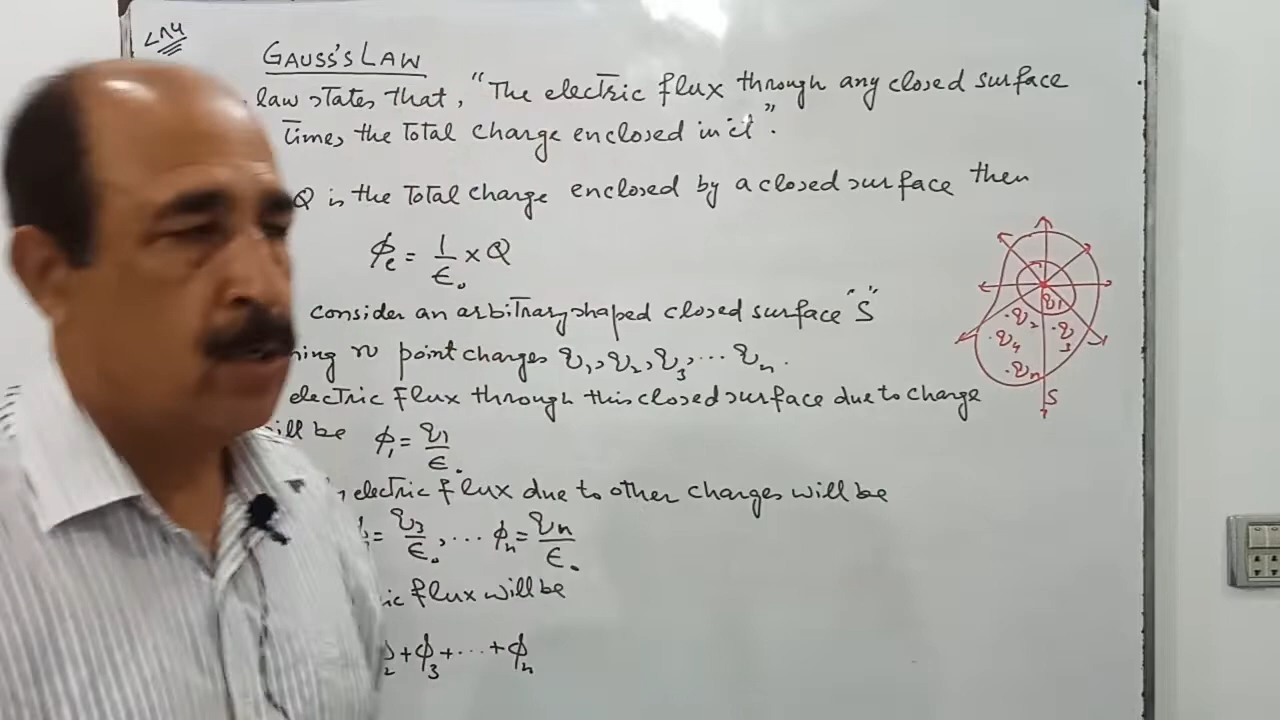 GAUSS'S LAW
law states that, "The electric flux through any closed surface
times the total charge enclosed in it".
Q is the total charge enclosed by a closed surface then
ϕe = 1/ϵ₀ × Q
consider an arbitrary shaped closed surface "S"
ning n point charges q₁, q₂, q₃, ... qₙ.
electric flux through this closed surface due to charge
ill be ϕ₁ = q₁/ϵ₀
electric flux due to other charges will be
= q₃/ϵ₀, ... ϕₙ = qₙ/ϵ₀
ic flux will be
₂ + ϕ₃ + ... + ϕₙ
q₁
q₂
q₃
q₄
qₙ
S